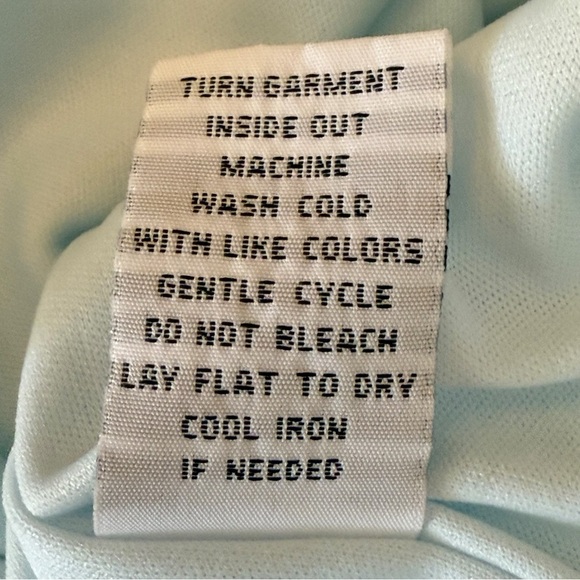 TURN GARMENT
INSIDE OUT
MACHINE
WASH COLD
WITH LIKE COLORS
GENTLE CYCLE
DO NOT BLEACH
LAY FLAT TO DRY
COOL IRON
IF NEEDED